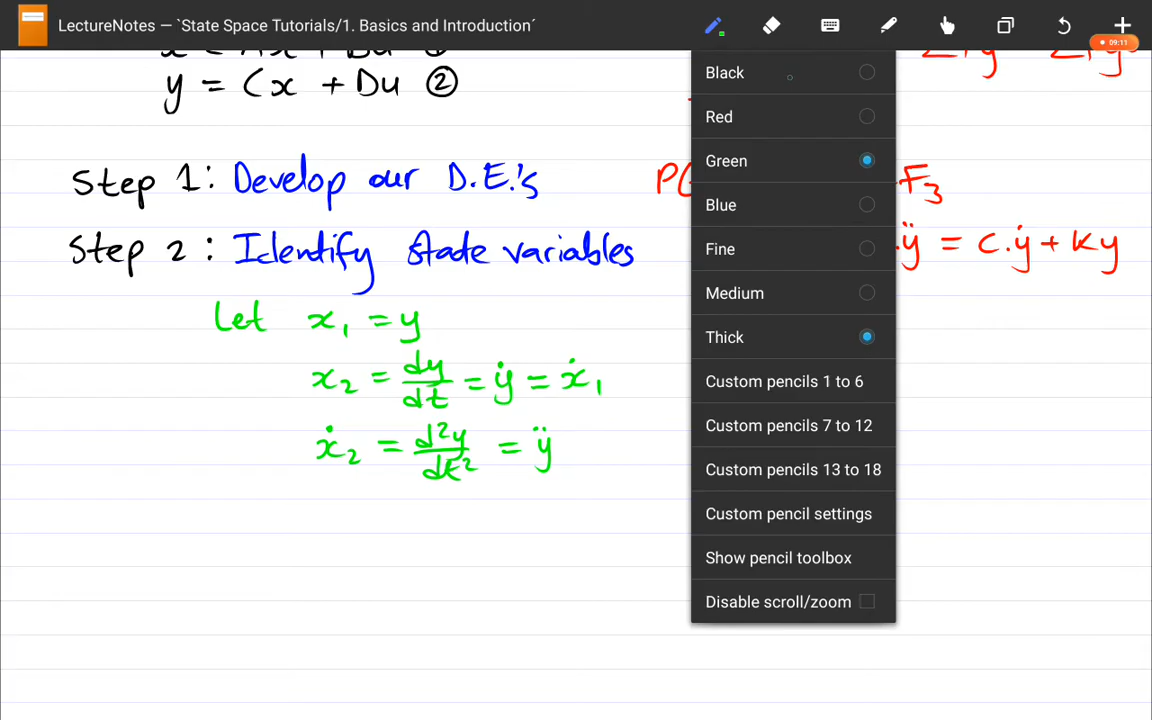 LectureNotes — `State Space Tutorials/1. Basics and Introduction´
09:11
y = Cx + Du ②
Step 1: Develop our D.E.'s
Step 2: Identify state variables
Let x₁ = y
x₂ = dy/dt = ẏ = ẋ₁
ẋ₂ = d²y/dt² = ÿ
F₃
.ÿ = c.ẏ + ky
Black
Red
Green
Blue
Fine
Medium
Thick
Custom pencils 1 to 6
Custom pencils 7 to 12
Custom pencils 13 to 18
Custom pencil settings
Show pencil toolbox
Disable scroll/zoom